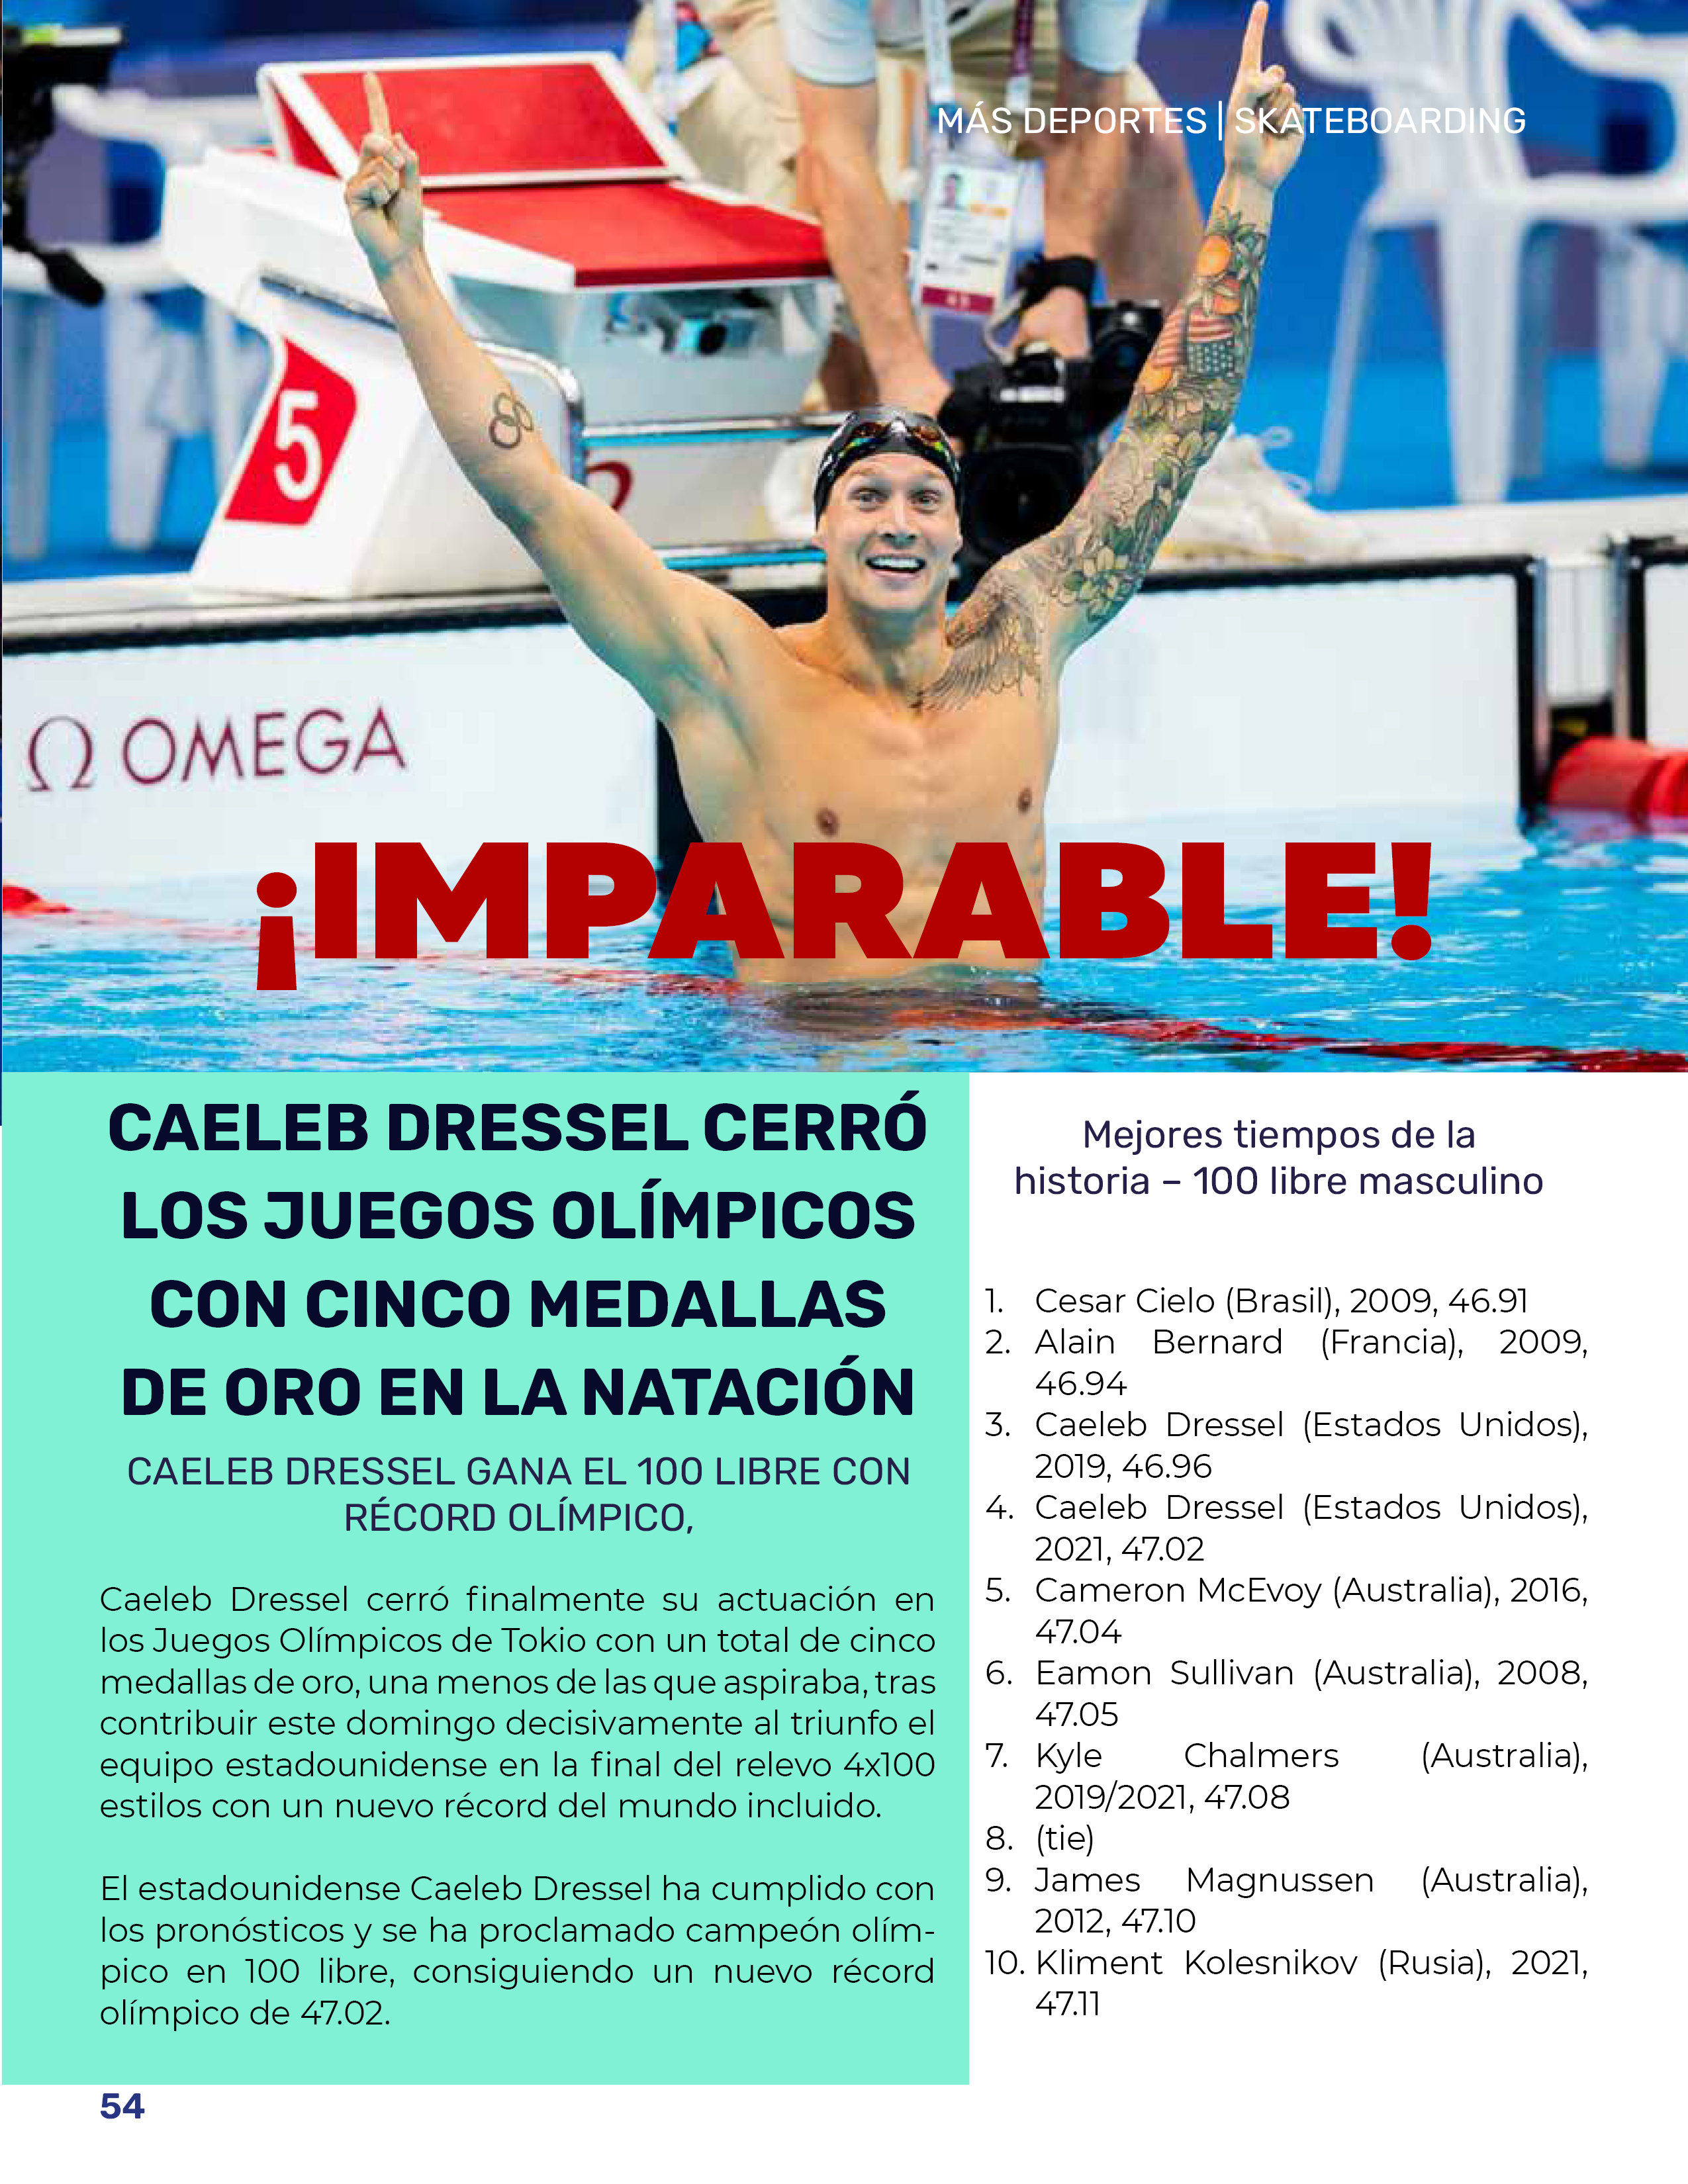 MÁS DEPORTES | SKATEBOARDING
5
Ω OMEGA
¡IMPARABLE!
CAELEB DRESSEL CERRÓ
LOS JUEGOS OLÍMPICOS
CON CINCO MEDALLAS
DE ORO EN LA NATACIÓN
CAELEB DRESSEL GANA EL 100 LIBRE CON
RÉCORD OLÍMPICO,
Caeleb Dressel cerró finalmente su actuación en
los Juegos Olímpicos de Tokio con un total de cinco
medallas de oro, una menos de las que aspiraba, tras
contribuir este domingo decisivamente al triunfo el
equipo estadounidense en la final del relevo 4x100
estilos con un nuevo récord del mundo incluido.
El estadounidense Caeleb Dressel ha cumplido con
los pronósticos y se ha proclamado campeón olím-
pico en 100 libre, consiguiendo un nuevo récord
olímpico de 47.02.
Mejores tiempos de la
historia – 100 libre masculino
1. Cesar Cielo (Brasil), 2009, 46.91
2. Alain Bernard (Francia), 2009,
46.94
3. Caeleb Dressel (Estados Unidos),
2019, 46.96
4. Caeleb Dressel (Estados Unidos),
2021, 47.02
5. Cameron McEvoy (Australia), 2016,
47.04
6. Eamon Sullivan (Australia), 2008,
47.05
7. Kyle Chalmers (Australia),
2019/2021, 47.08
8. (tie)
9. James Magnussen (Australia),
2012, 47.10
10. Kliment Kolesnikov (Rusia), 2021,
47.11
54